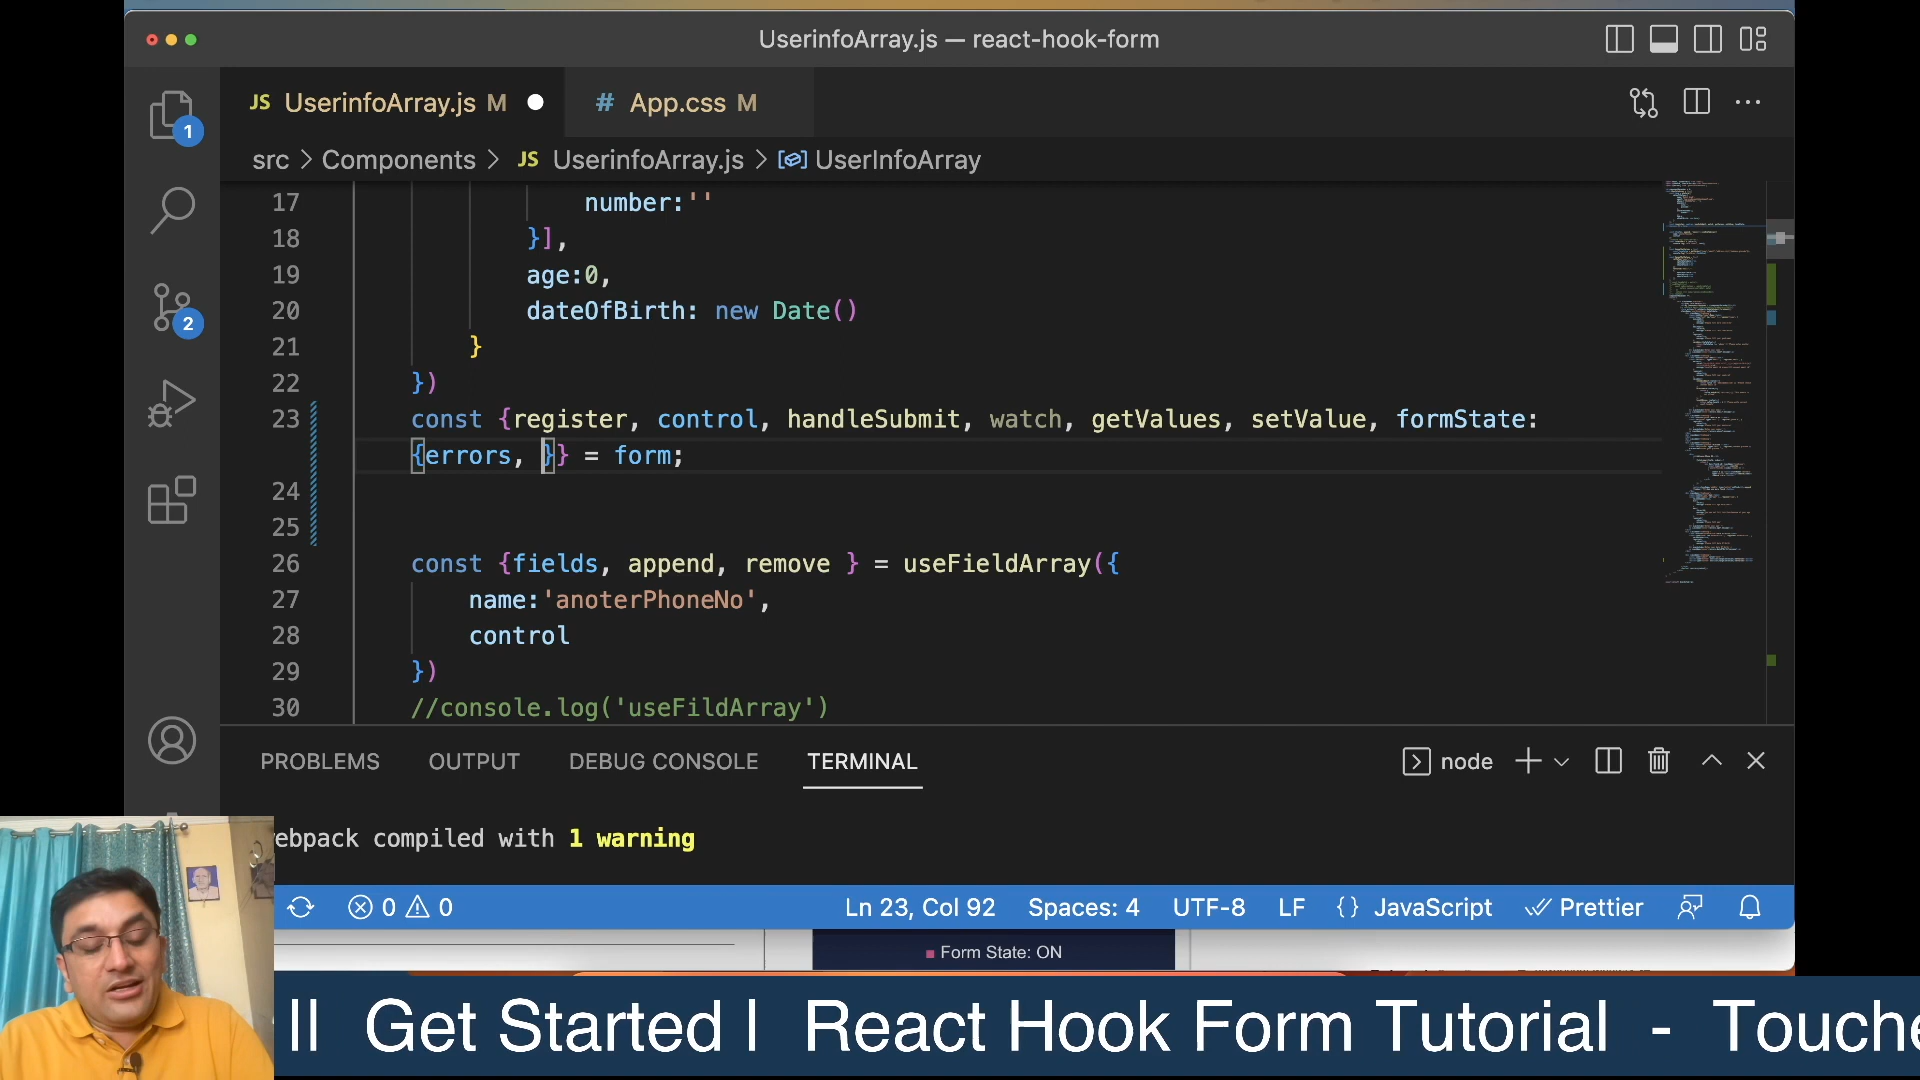 UserinfoArray.js — react-hook-form
JS UserinfoArray.js M
# App.css M
src > Components > JS UserinfoArray.js > UserInfoArray
1
2
17 number:''
18 }],
19 age:0,
20 dateOfBirth: new Date()
21 }
22 })
23 const {register, control, handleSubmit, watch, getValues, setValue, formState:
{errors, }} = form;
24
25
26 const {fields, append, remove } = useFieldArray({
27 name:'anoterPhoneNo',
28 control
29 })
30 //console.log('useFildArray')
PROBLEMS OUTPUT DEBUG CONSOLE TERMINAL
node
ebpack compiled with 1 warning
0 0
Ln 23, Col 92 Spaces: 4 UTF-8 LF {} JavaScript Prettier
Form State: ON
ll Get Started l React Hook Form Tutorial - Touche